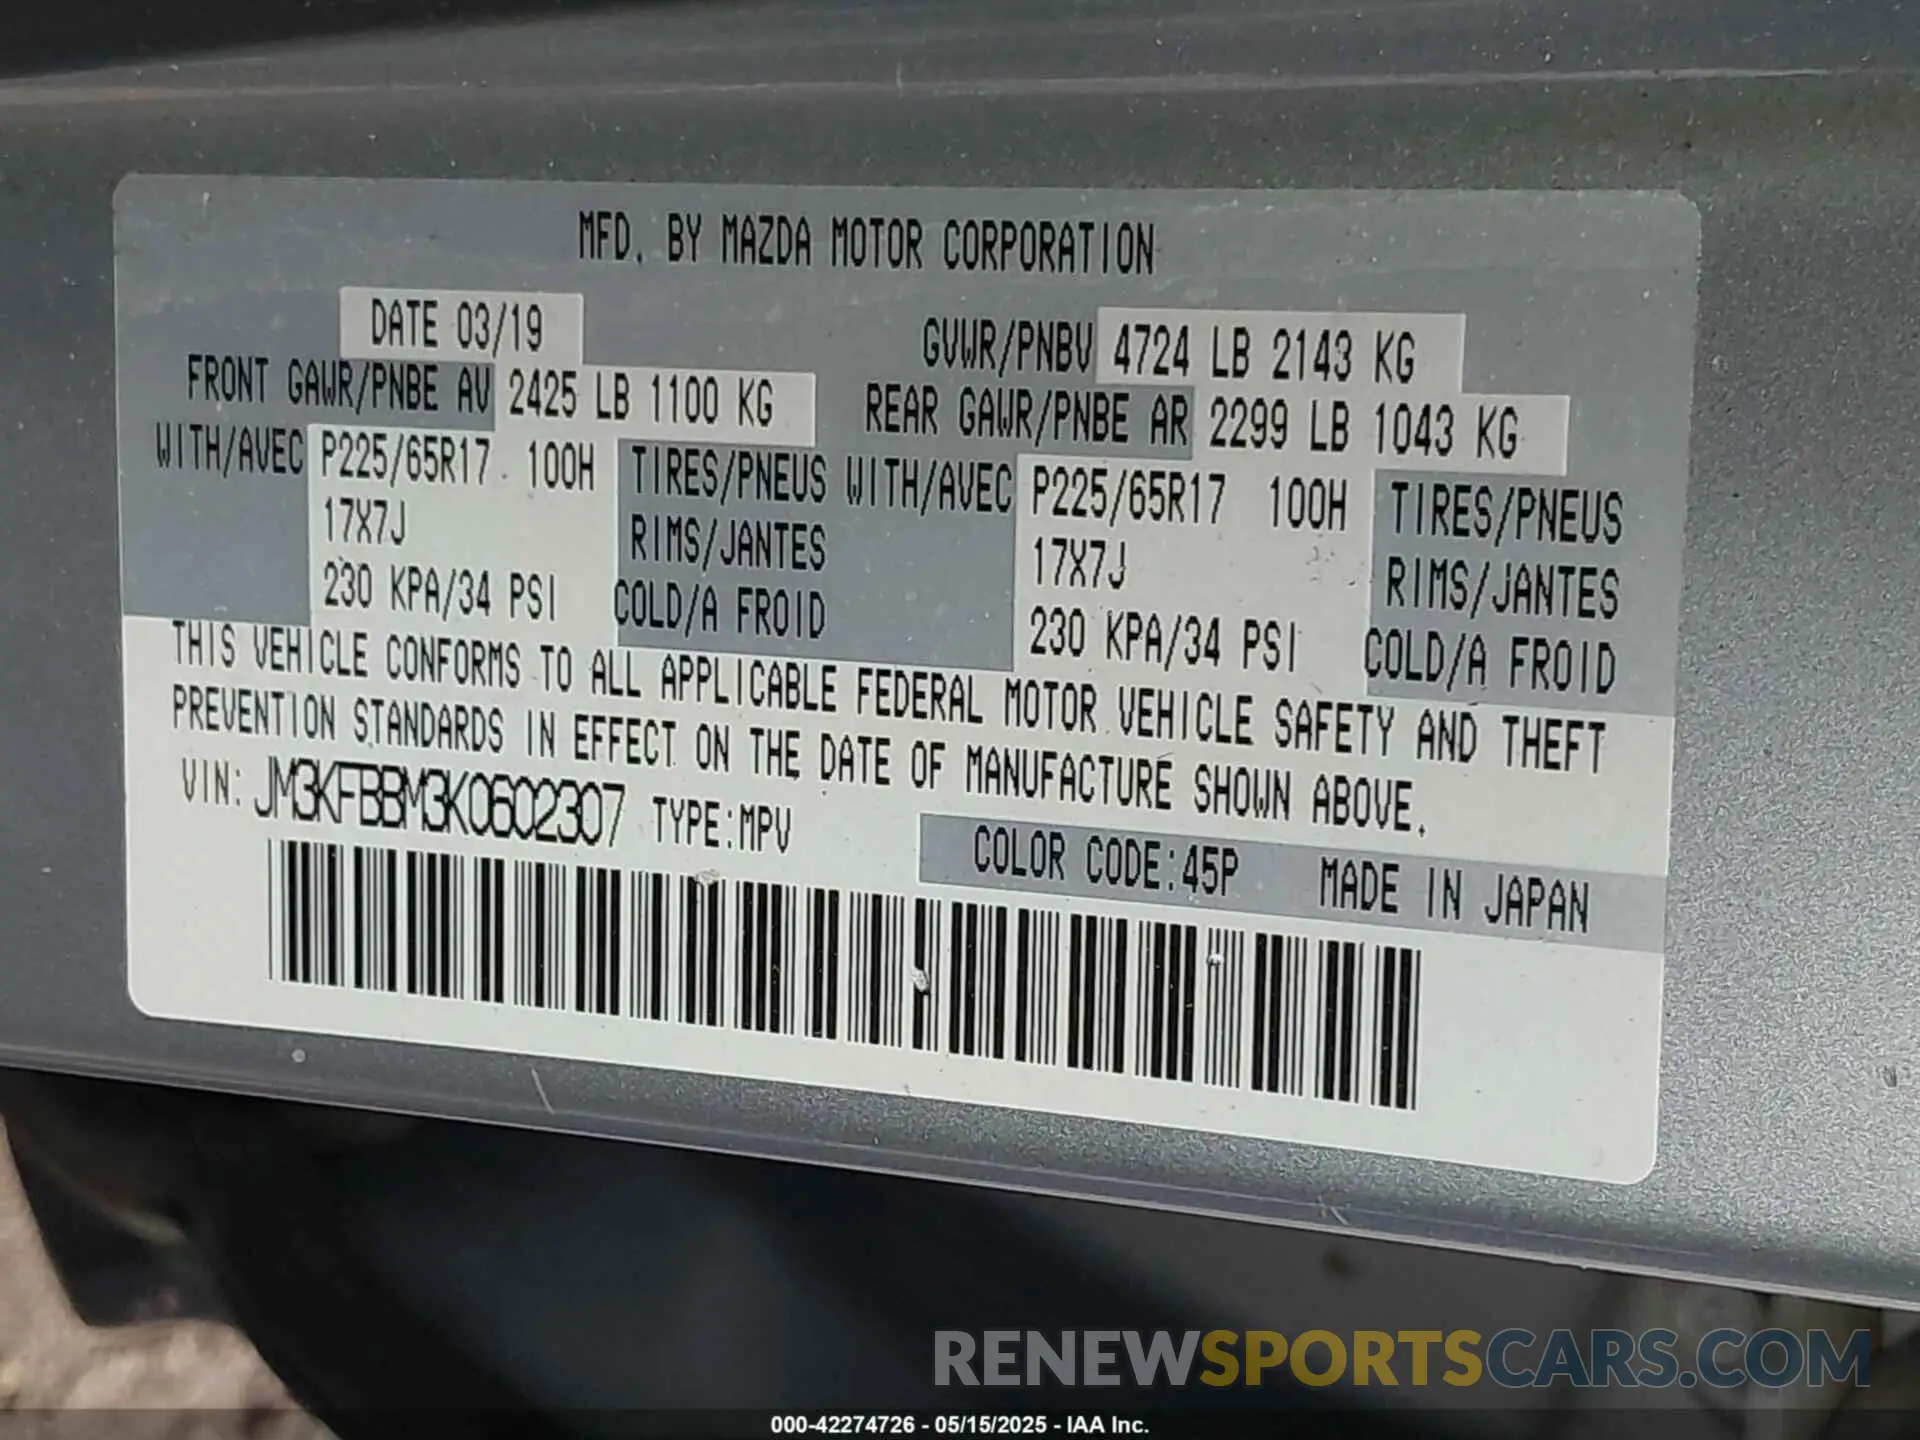 MFD. BY MAZDA MOTOR CORPORATION
DATE 03/19
GVWR/PNBV 4724 LB 2143 KG
FRONT GAWR/PNBE AV 2425 LB 1100 KG
REAR GAWR/PNBE AR 2299 LB 1043 KG
WITH/AVEC P225/65R17 100H TIRES/PNEUS WITH/AVEC P225/65R17 100H TIRES/PNEUS
17X7J RIMS/JANTES 17X7J RIMS/JANTES
230 KPA/34 PSI COLD/A FROID 230 KPA/34 PSI COLD/A FROID
THIS VEHICLE CONFORMS TO ALL APPLICABLE FEDERAL MOTOR VEHICLE SAFETY AND THEFT
PREVENTION STANDARDS IN EFFECT ON THE DATE OF MANUFACTURE SHOWN ABOVE.
VIN: JM3KFBBM3K0602307 TYPE:MPV
COLOR CODE:45P MADE IN JAPAN
RENEWSPORTSCARS.COM
000-42274726 - 05/15/2025 - IAA Inc.